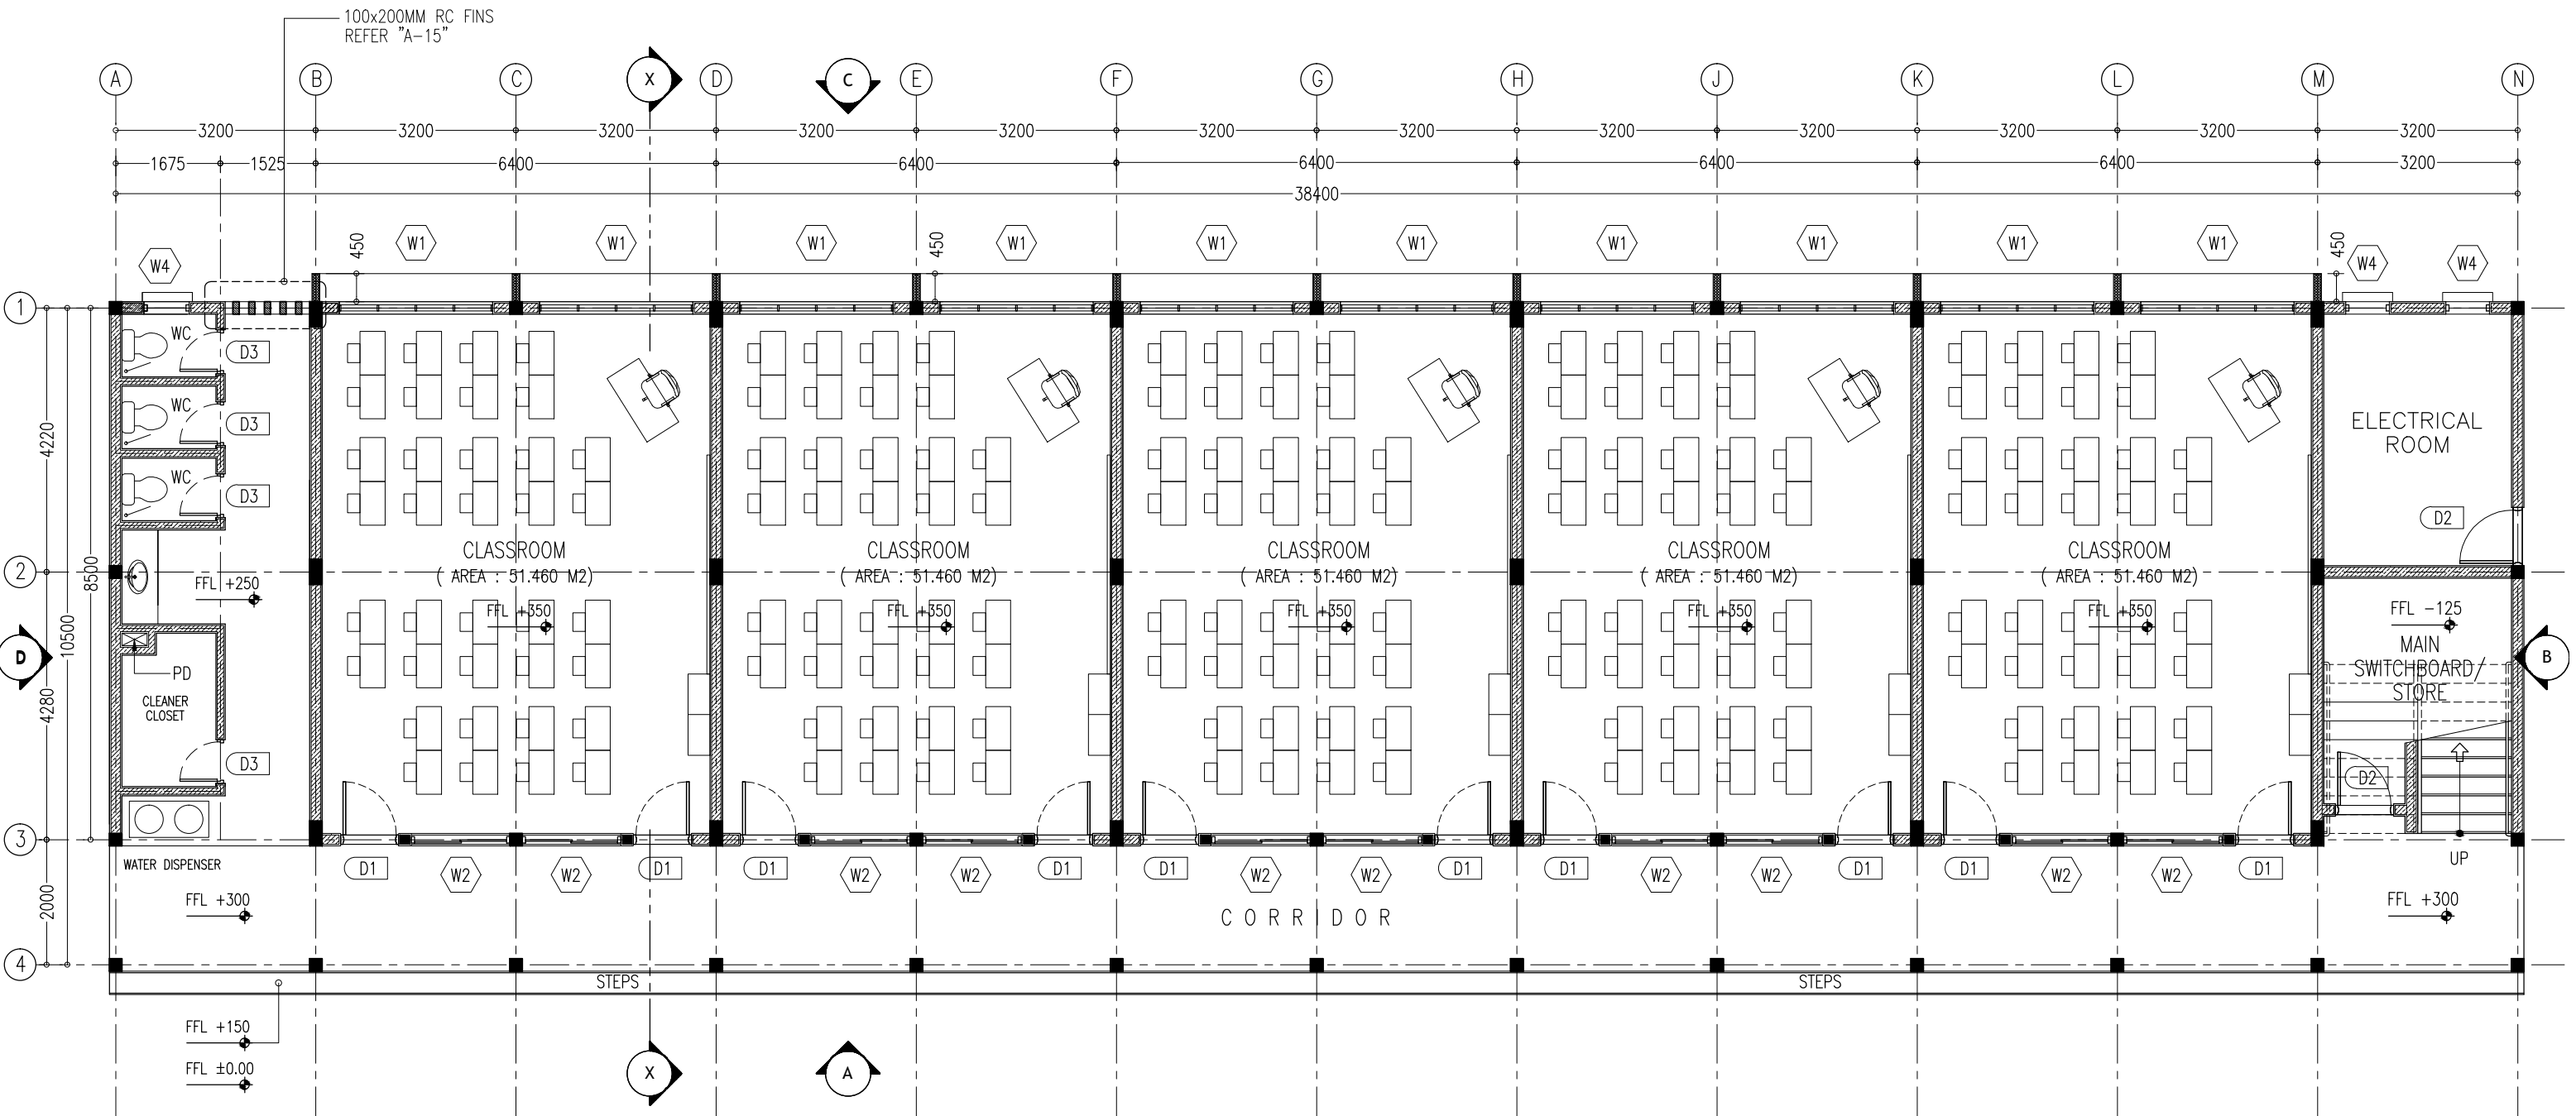 100x200MM RC FINS
REFER "A-15"
A B C X D C E F G H J K L M N
3200 3200 3200 3200 3200 3200 3200 3200 3200 3200 3200 3200
1675 1525 6400 6400 6400 6400 6400 3200
38400
W4 450 W1 W1 W1 450 W1 W1 W1 W1 W1 W1 W1 450 W4 W4
1
WC D3
WC D3
WC D3
4220
ELECTRICAL
ROOM
D2
CLASSROOM CLASSROOM CLASSROOM CLASSROOM CLASSROOM
( AREA : 51.460 M2) ( AREA : 51.460 M2) ( AREA : 51.460 M2) ( AREA : 51.460 M2) ( AREA : 51.460 M2)
2
8500
10500
FFL +250
FFL +350 FFL +350 FFL +350 FFL +350 FFL +350
FFL -125
MAIN
SWITCHBOARD/
STORE
D
B
PD
CLEANER
CLOSET
4280
D3
D2
3
WATER DISPENSER
D1 W2 W2 D1 D1 W2 W2 D1 D1 W2 W2 D1 D1 W2 W2 D1 D1 W2 W2 D1
UP
2000
FFL +300
CORRIDOR
FFL +300
4
STEPS STEPS
FFL +150
FFL ±0.00
X A